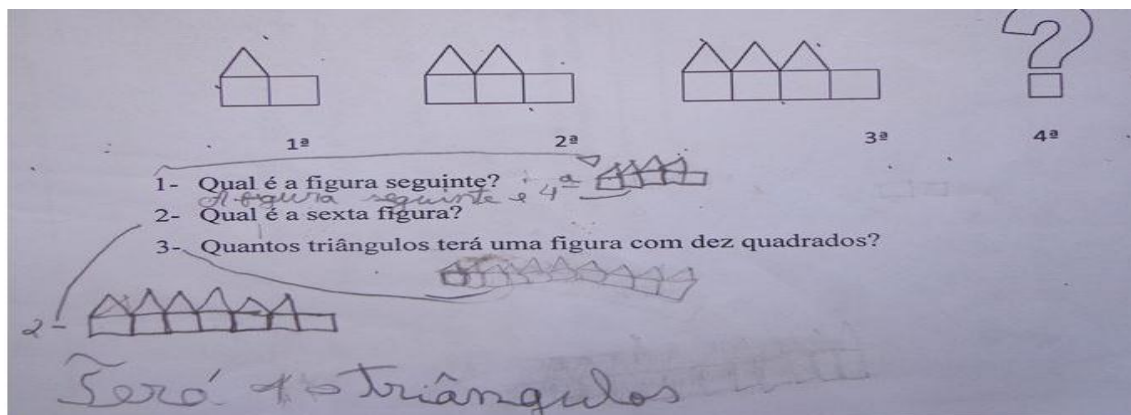 ?
1ª 2ª 3ª 4ª
1- Qual é a figura seguinte?
A figura seguinte é 4ª
2- Qual é a sexta figura?
3- Quantos triângulos terá uma figura com dez quadrados?
2-
Terá triângulos